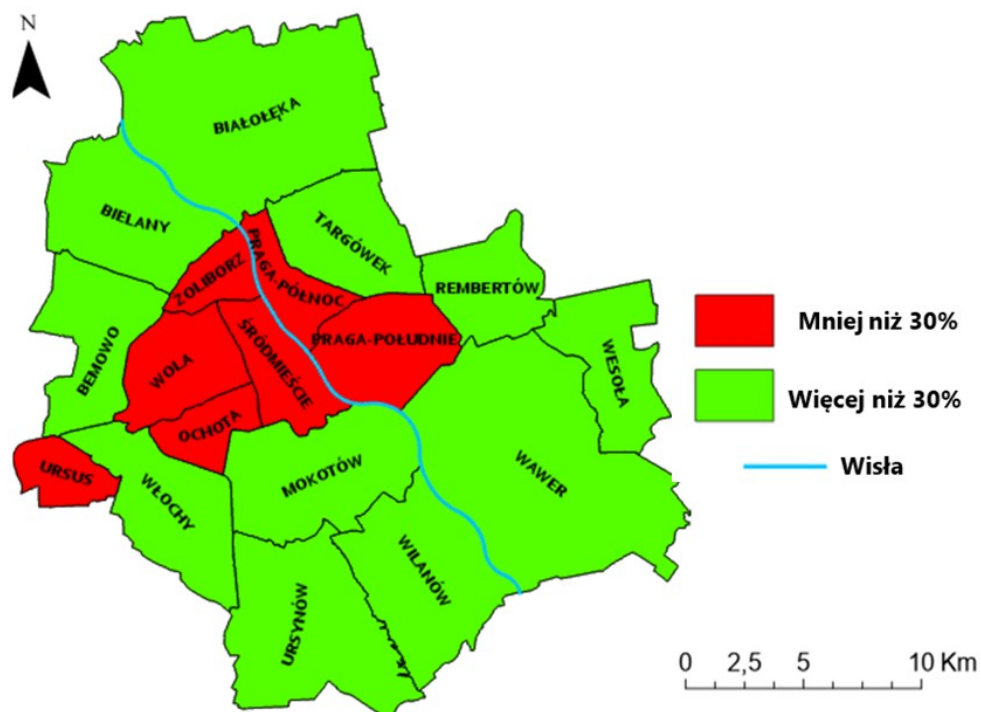 N
BIAŁOŁĘKA
BIELANY
TARGÓWEK
ŻOLIBORZ
PRAGA-PÓŁNOC
REMBERTÓW
BEMOWO
WOLA
ŚRÓDMIEŚCIE
PRAGA-POŁUDNIE
WESOŁA
OCHOTA
URSUS
WŁOCHY
MOKOTÓW
WAWER
URSYNÓW
WILANÓW
Mniej niż 30%
Więcej niż 30%
Wisła
0 2,5 5 10 Km